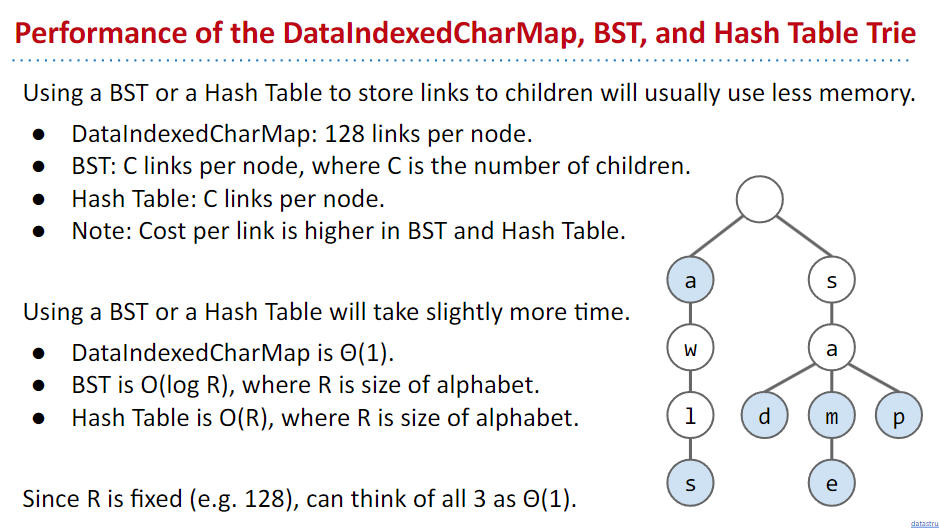 Performance of the DataIndexedCharMap, BST, and Hash Table Trie
Using a BST or a Hash Table to store links to children will usually use less memory.
● DataIndexedCharMap: 128 links per node.
● BST: C links per node, where C is the number of children.
● Hash Table: C links per node.
● Note: Cost per link is higher in BST and Hash Table.
Using a BST or a Hash Table will take slightly more time.
● DataIndexedCharMap is Θ(1).
● BST is O(log R), where R is size of alphabet.
● Hash Table is O(R), where R is size of alphabet.
Since R is fixed (e.g. 128), can think of all 3 as Θ(1).
a s
w a
l d m p
s e
datastru